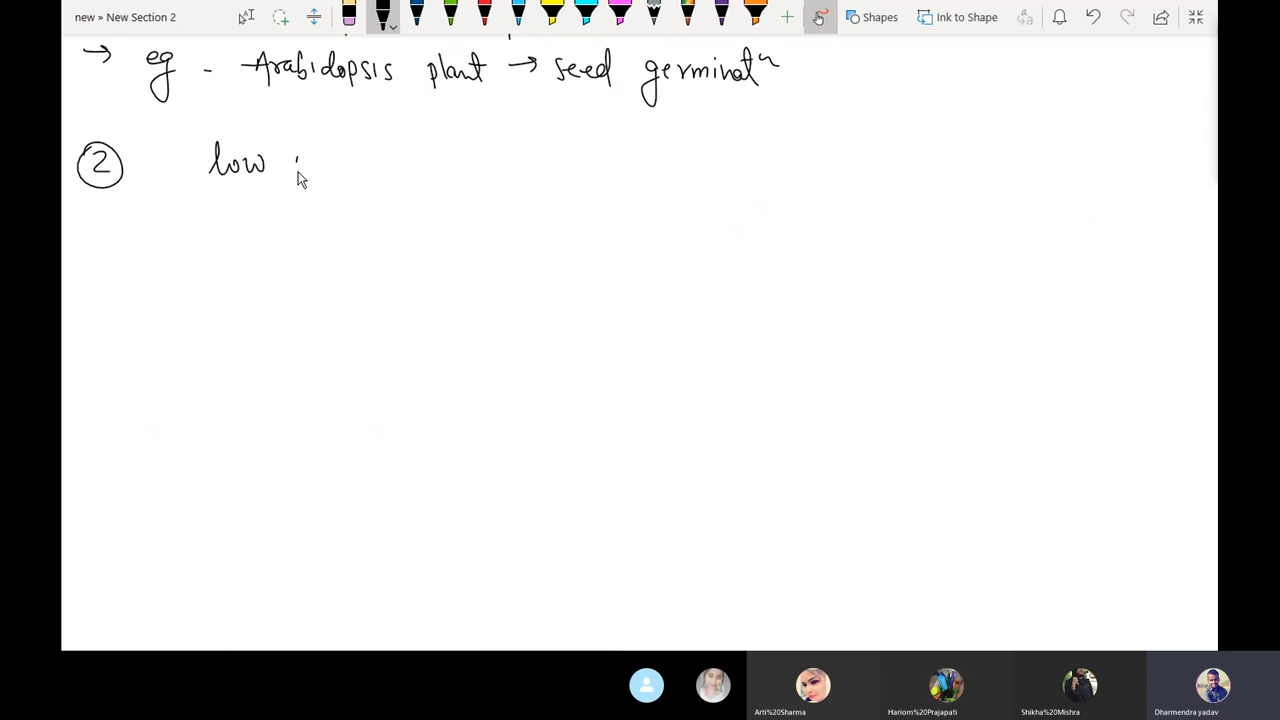 new » New Section 2
Shapes
Ink to Shape
→ eg - Arabidopsis plant → seed germinatⁿ
② low
Arti%20Sharma
Hariom%20Prajapati
Shikha%20Mishra
Dharmendra yadav